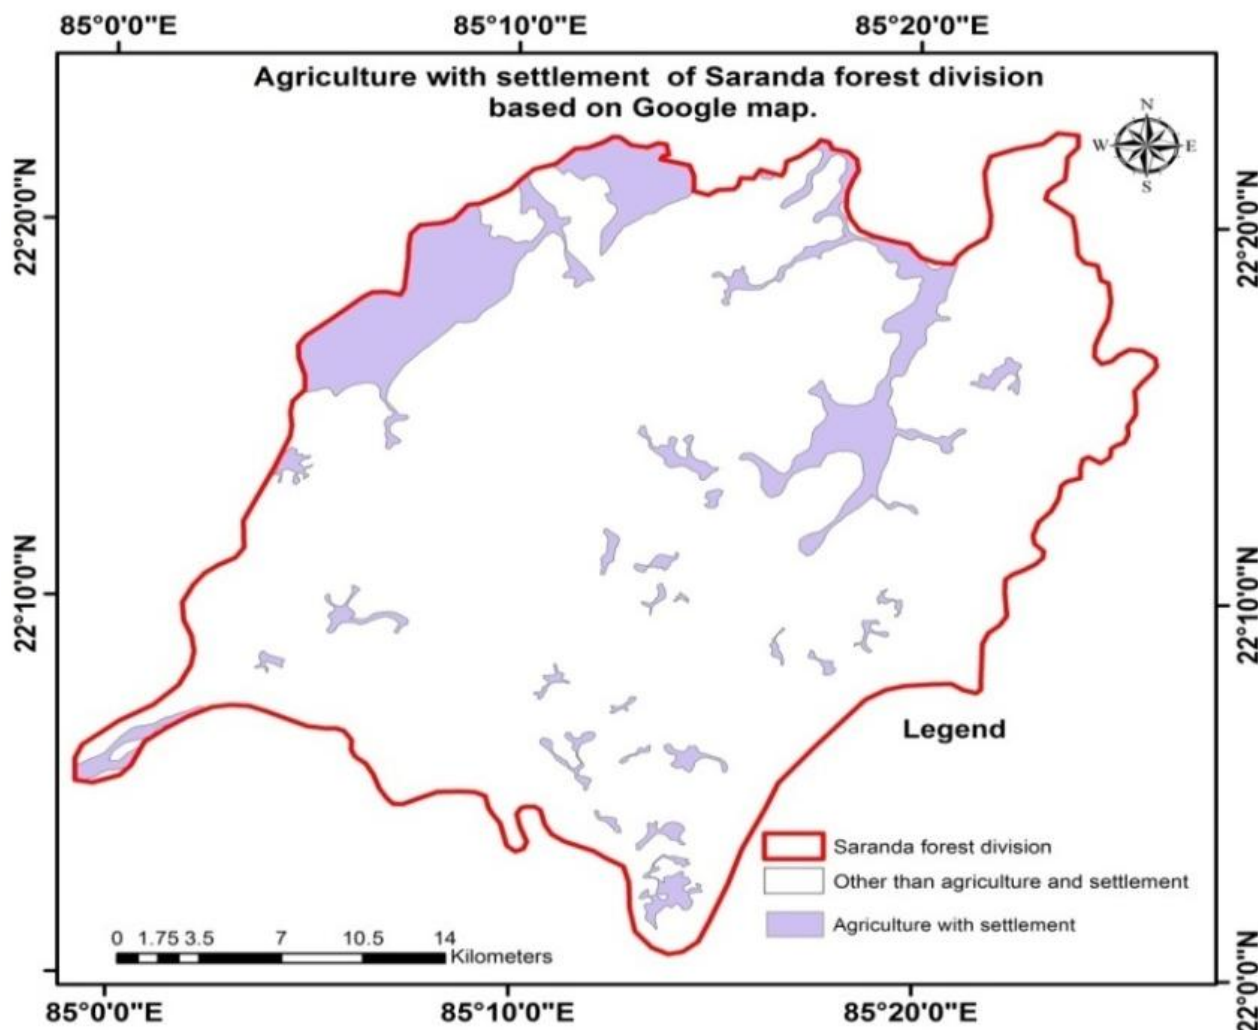 85°0'0"E 85°10'0"E 85°20'0"E
Agriculture with settlement of Saranda forest division
based on Google map.
N
W E
S
22°20'0"N
22°20'0"N
22°10'0"N
22°10'0"N
Legend
Saranda forest division
Other than agriculture and settlement
Agriculture with settlement
0 1.75 3.5 7 10.5 14
Kilometers
22°0'0"N
85°0'0"E 85°10'0"E 85°20'0"E